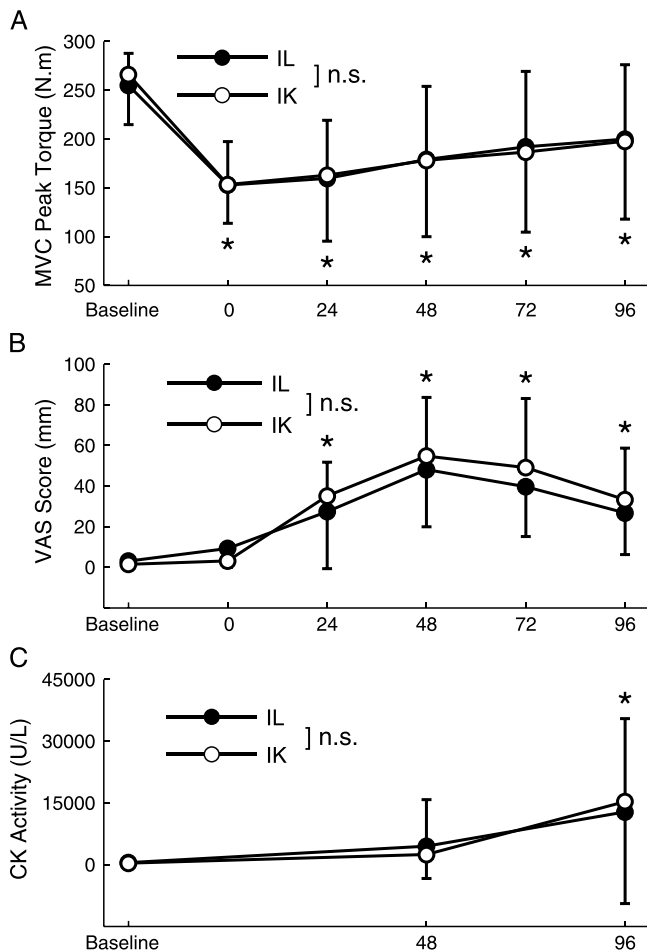 A
MVC Peak Torque (N.m)
300
250
200
150
100
50
IL
IK
] n.s.
*
*
*
*
*
Baseline 0 24 48 72 96
B
VAS Score (mm)
100
80
60
40
20
0
IL
IK
] n.s.
*
*
*
*
Baseline 0 24 48 72 96
C
CK Activity (U/L)
45000
30000
15000
0
IL
IK
] n.s.
*
Baseline 48 96